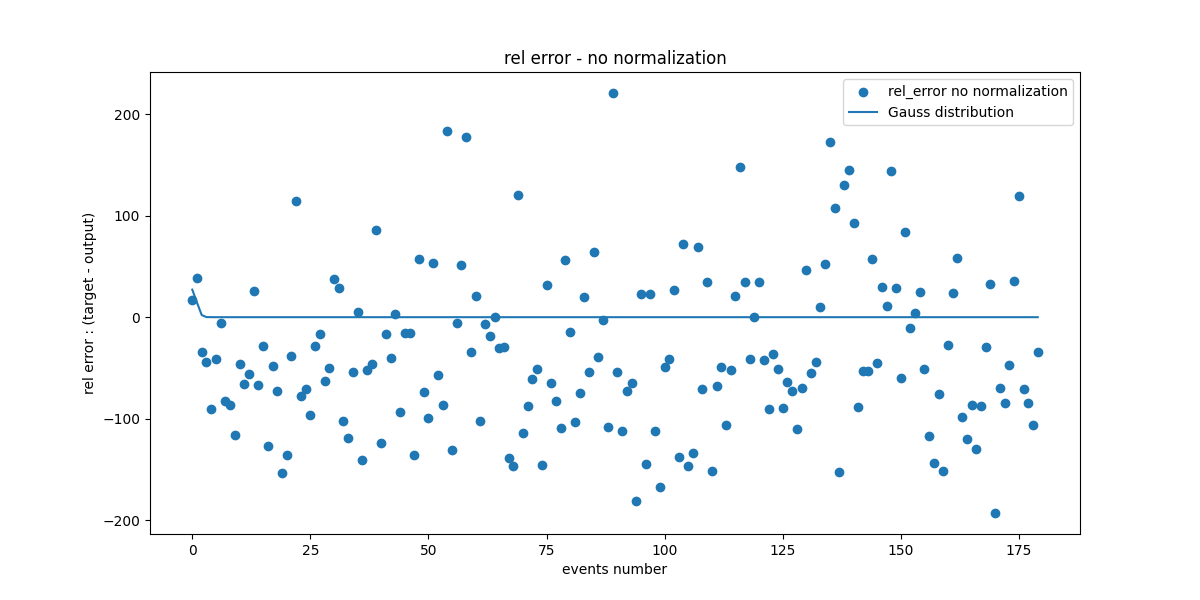 rel error - no normalization
rel_error no normalization
Gauss distribution
rel error : (target - output)
200
100
0
−100
−200
0 25 50 75 100 125 150 175
events number